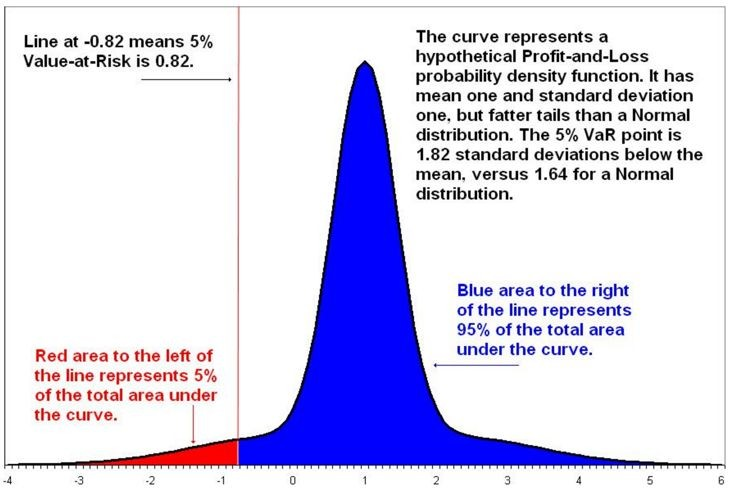 Line at -0.82 means 5%
Value-at-Risk is 0.82.
The curve represents a
hypothetical Profit-and-Loss
probability density function. It has
mean one and standard deviation
one, but fatter tails than a Normal
distribution. The 5% VaR point is
1.82 standard deviations below the
mean, versus 1.64 for a Normal
distribution.
Blue area to the right
of the line represents
95% of the total area
under the curve.
Red area to the left of
the line represents 5%
of the total area under
the curve.
-4 -3 -2 -1 0 1 2 3 4 5 6